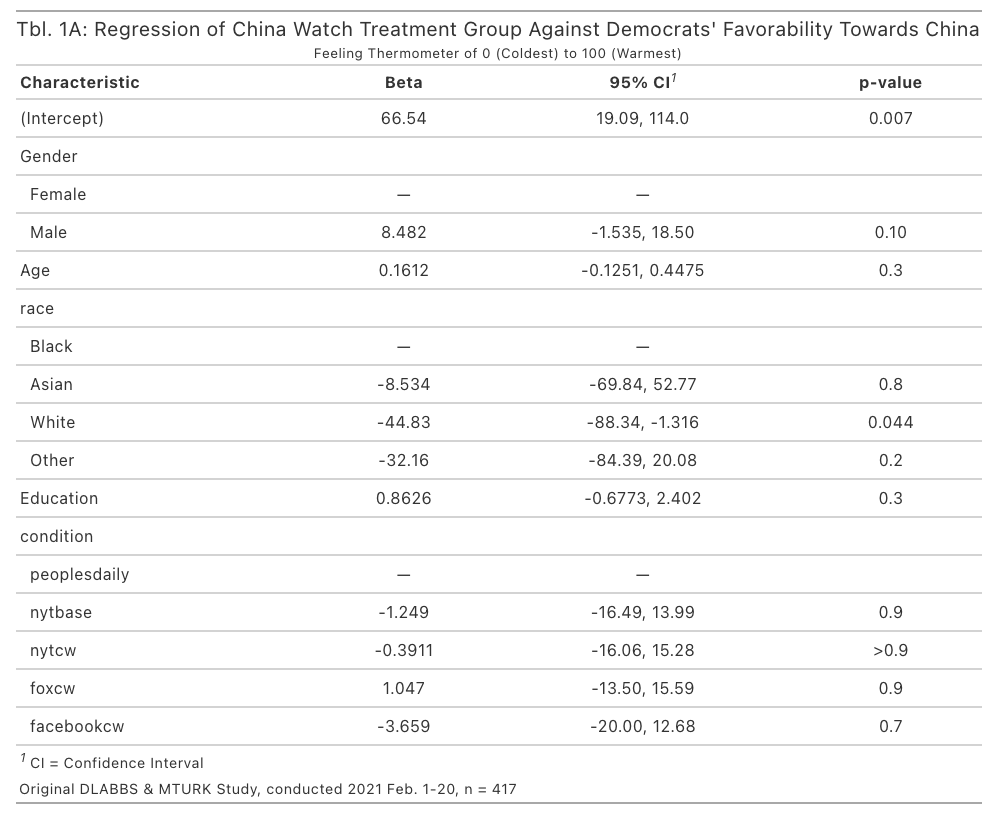 Tbl. 1A: Regression of China Watch Treatment Group Against Democrats' Favorability Towards China
Feeling Thermometer of 0 (Coldest) to 100 (Warmest)
Characteristic Beta 95% CI1 p-value
(Intercept) 66.54 19.09, 114.0 0.007
Gender
Female — —
Male 8.482 -1.535, 18.50 0.10
Age 0.1612 -0.1251, 0.4475 0.3
race
Black — —
Asian -8.534 -69.84, 52.77 0.8
White -44.83 -88.34, -1.316 0.044
Other -32.16 -84.39, 20.08 0.2
Education 0.8626 -0.6773, 2.402 0.3
condition
peoplesdaily — —
nytbase -1.249 -16.49, 13.99 0.9
nytcw -0.3911 -16.06, 15.28 >0.9
foxcw 1.047 -13.50, 15.59 0.9
facebookcw -3.659 -20.00, 12.68 0.7
1 CI = Confidence Interval
Original DLABBS & MTURK Study, conducted 2021 Feb. 1-20, n = 417